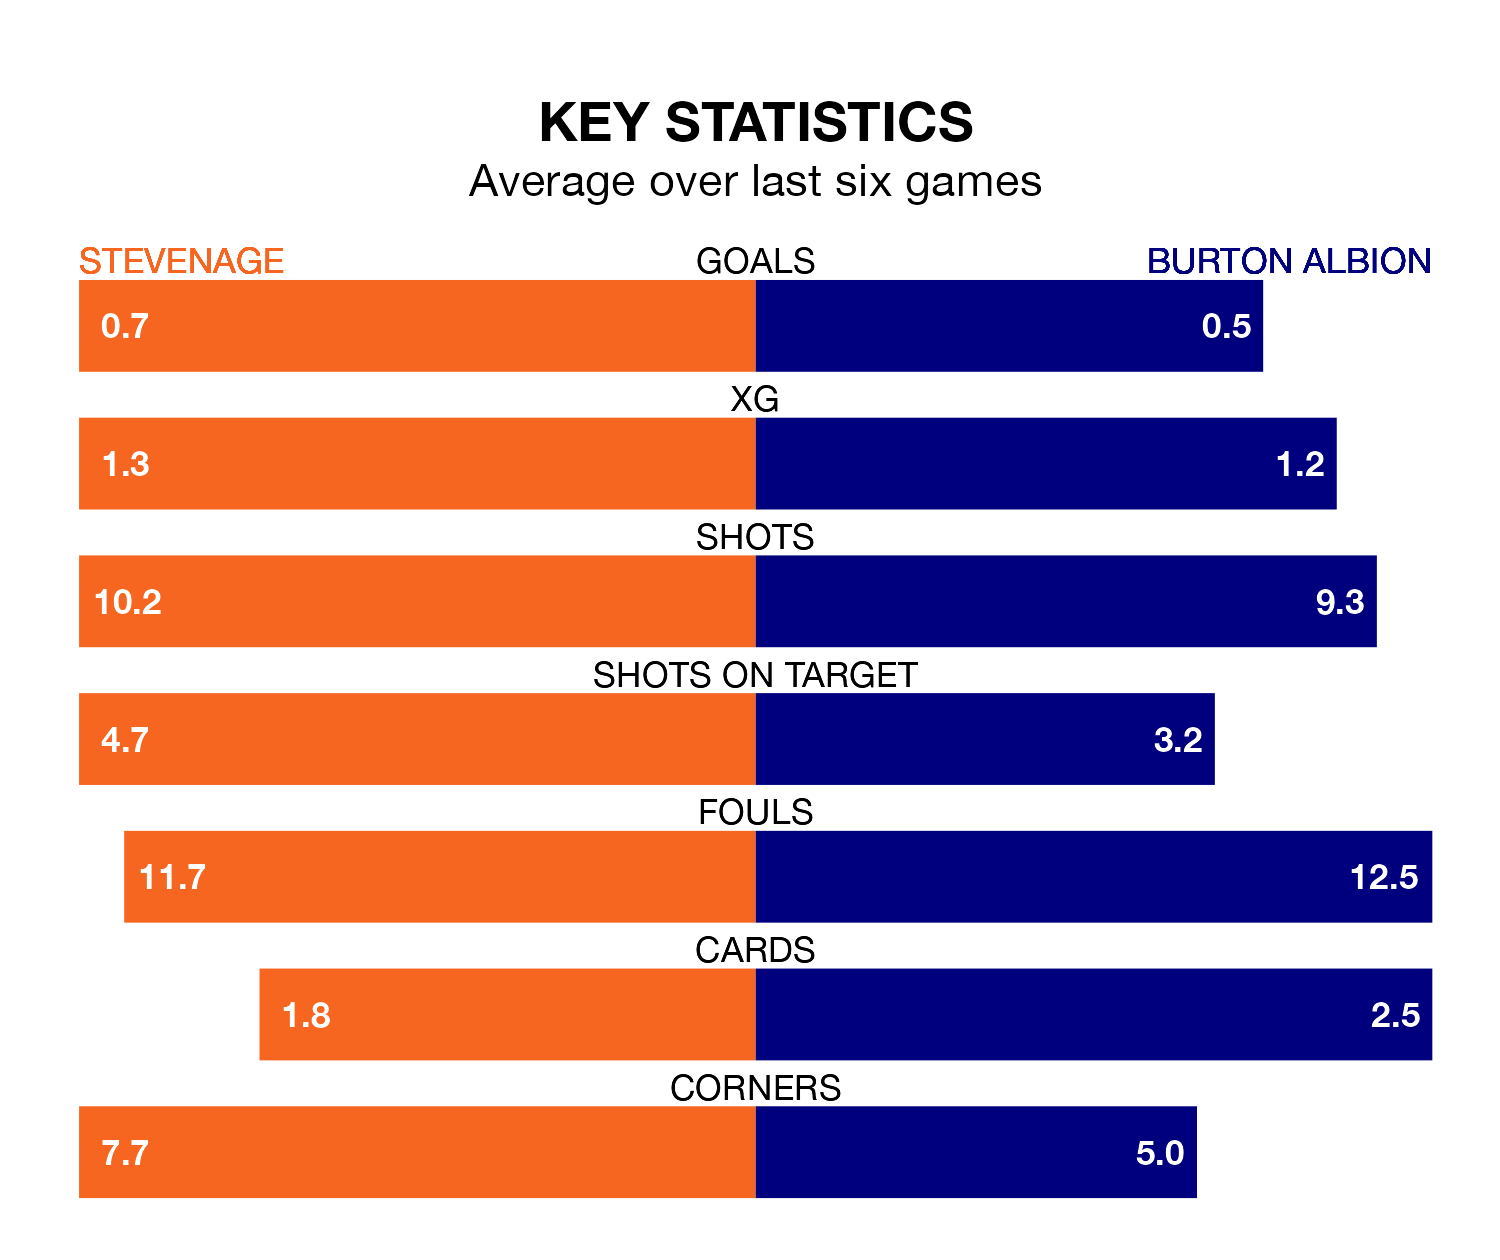 KEY STATISTICS
Average over last six games
STEVENAGE GOALS BURTON ALBION
0.7 0.5
XG
1.3 1.2
SHOTS
10.2 9.3
SHOTS ON TARGET
4.7 3.2
FOULS
11.7 12.5
CARDS
1.8 2.5
CORNERS
7.7 5.0